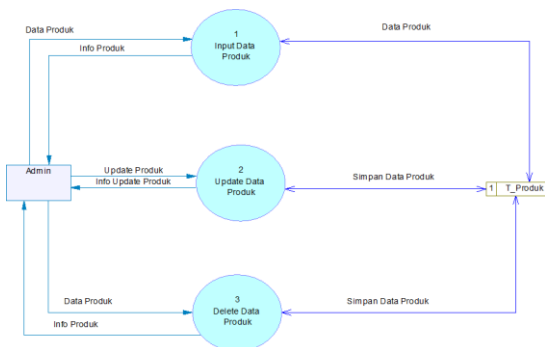 Data Produk
Info Produk
1
Input Data
Produk
Data Produk
Admin
Update Produk
Info Update Produk
2
Update Data
Produk
Simpan Data Produk
1 T_Produk
Data Produk
Info Produk
3
Delete Data
Produk
Simpan Data Produk